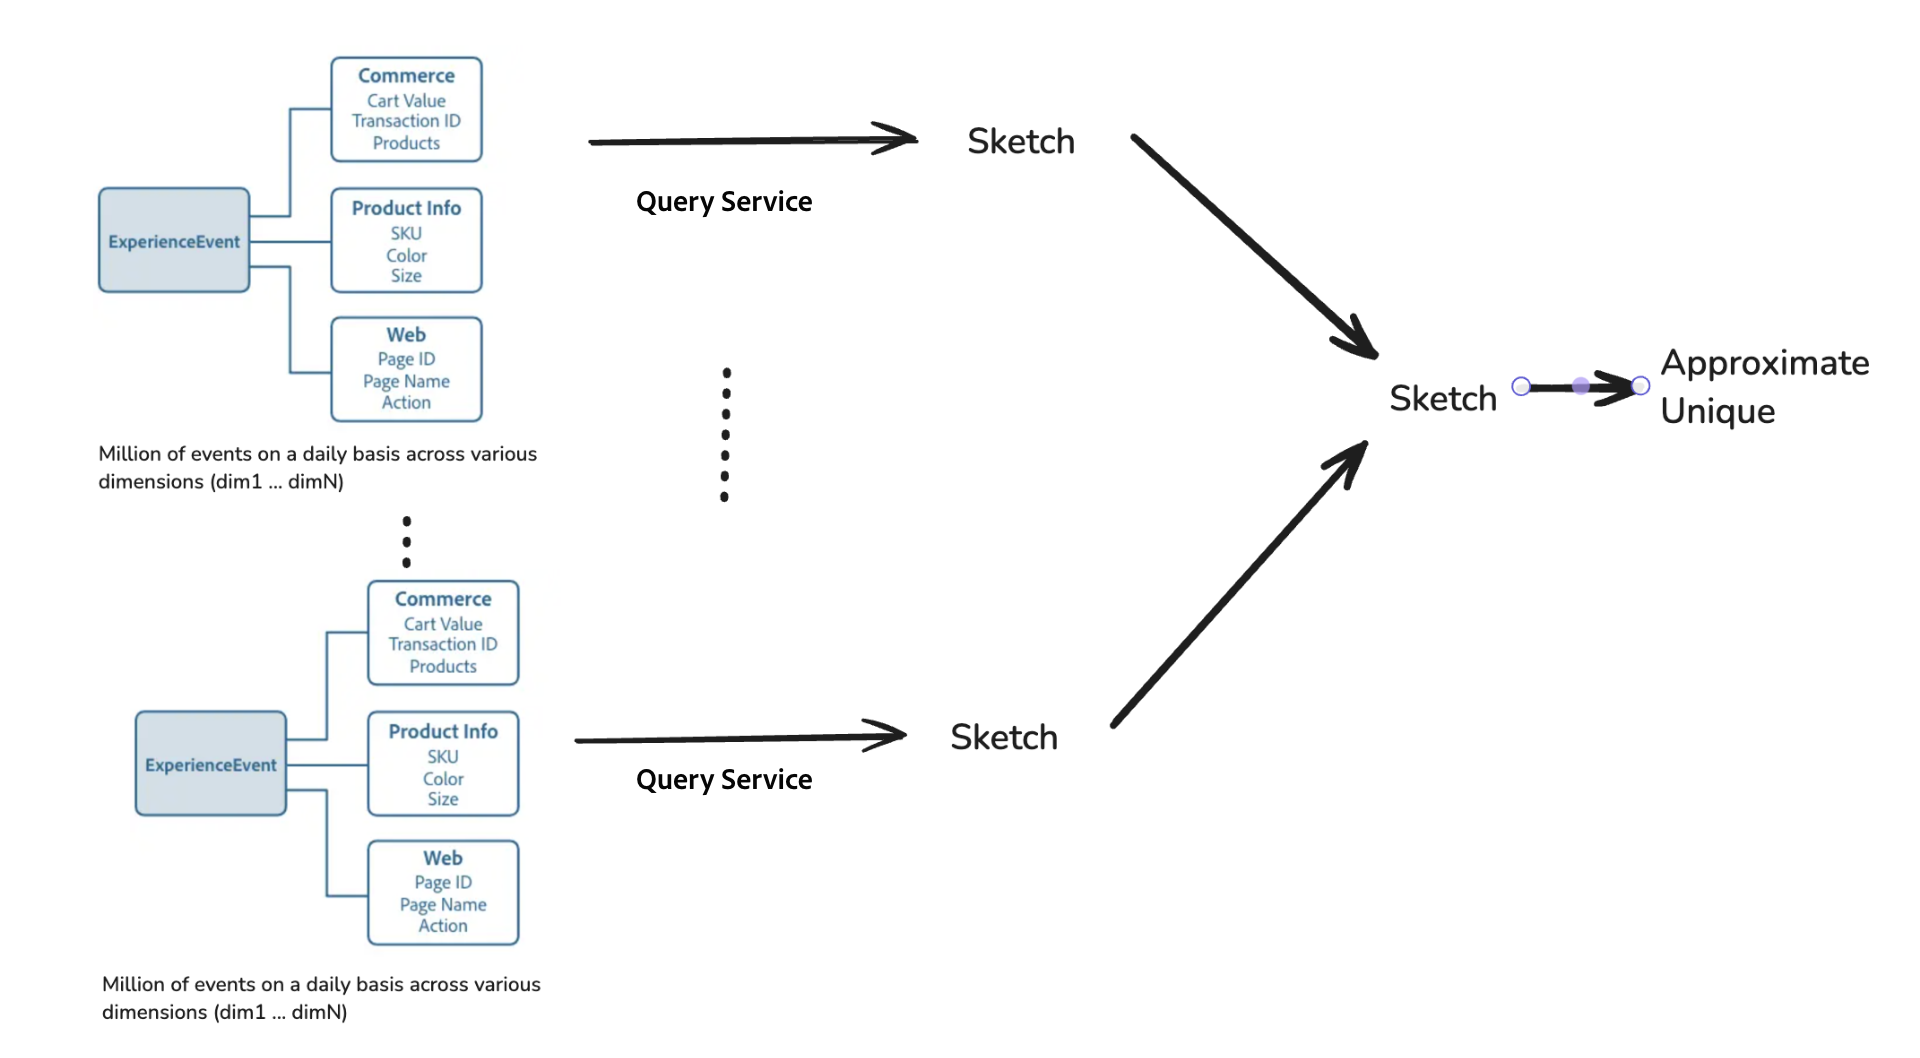 Commerce
Cart Value
Transaction ID
Products
ExperienceEvent
Product Info
SKU
Color
Size
Web
Page ID
Page Name
Action
Million of events on a daily basis across various
dimensions (dim1 ... dimN)
Query Service
Sketch
Sketch
Approximate
Unique
Commerce
Cart Value
Transaction ID
Products
ExperienceEvent
Product Info
SKU
Color
Size
Web
Page ID
Page Name
Action
Million of events on a daily basis across various
dimensions (dim1 ... dimN)
Query Service
Sketch